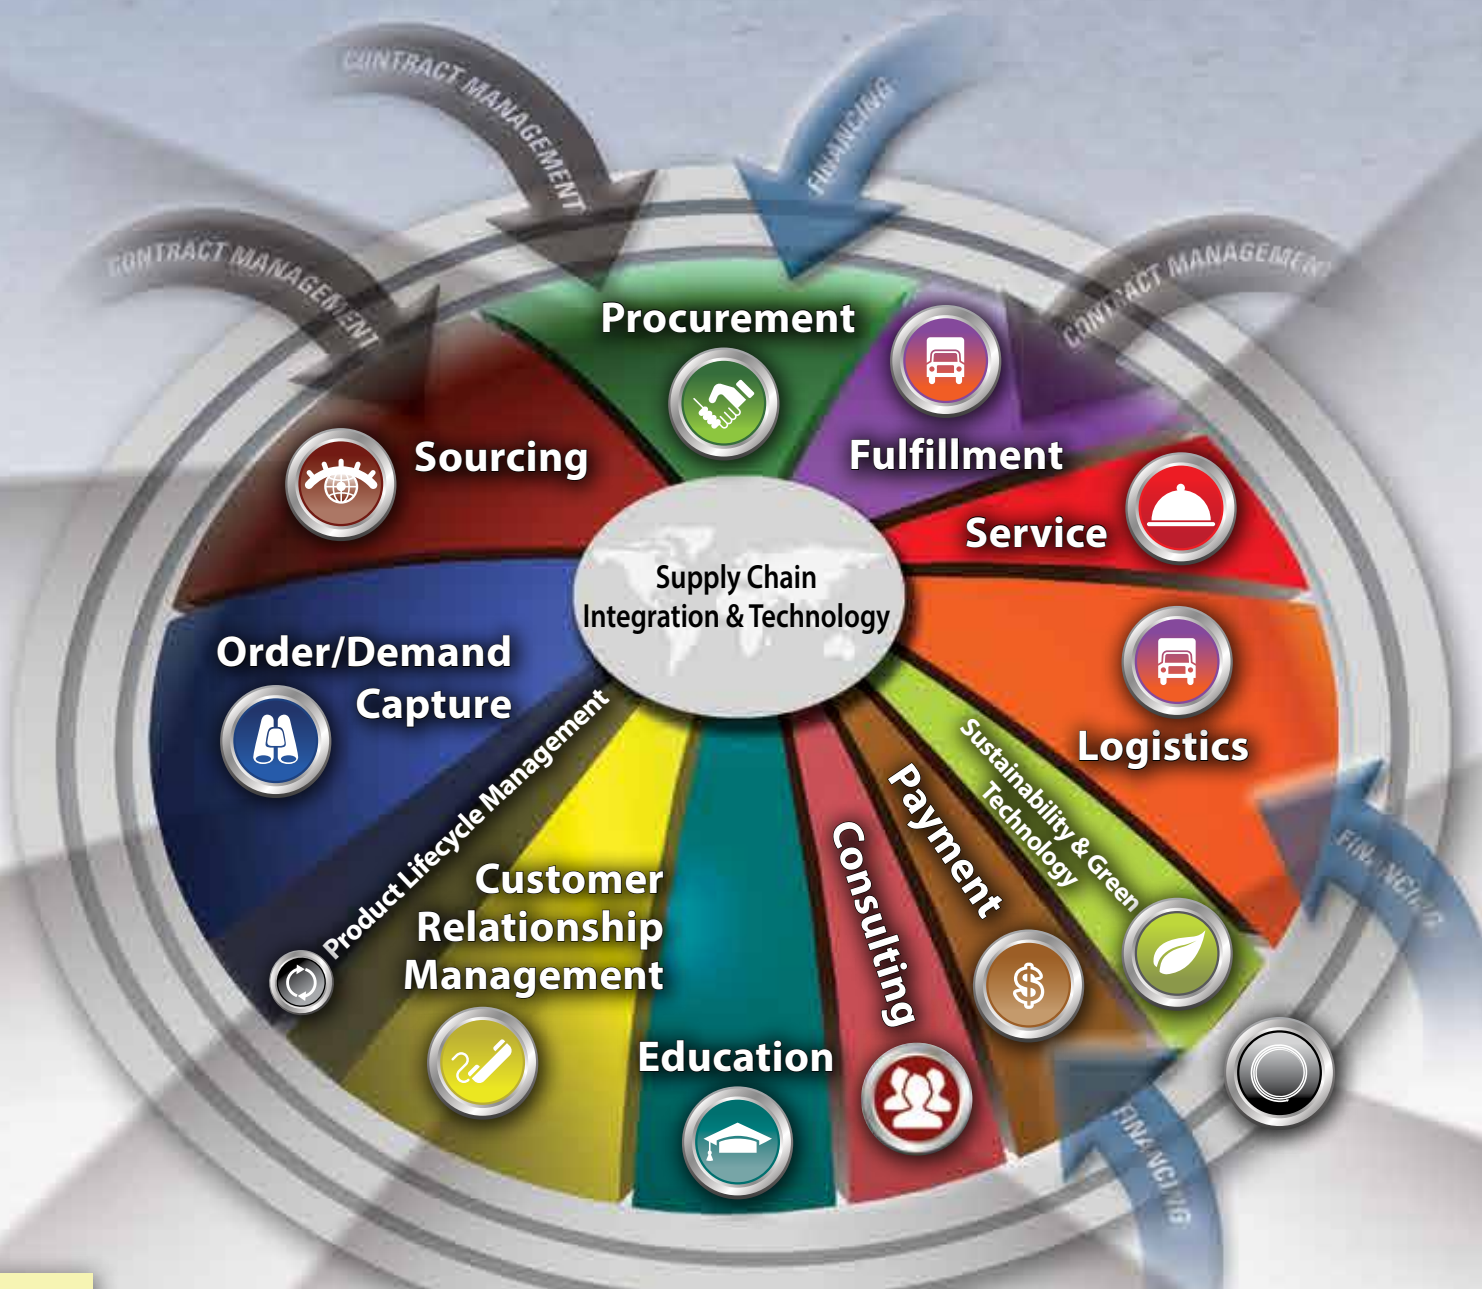 CONTRACT MANAGEMENT
FINANCING
CONTRACT MANAGEMENT
CONTRACT MANAGEMENT
Procurement
Fulfillment
Sourcing
Service
Supply Chain
Integration & Technology
Order/Demand
Capture
Logistics
Product Lifecycle Management
Sustainability & Green
Technology
Payment
Consulting
Customer
Relationship
Management
Education
$
FINANCING
FINANCING